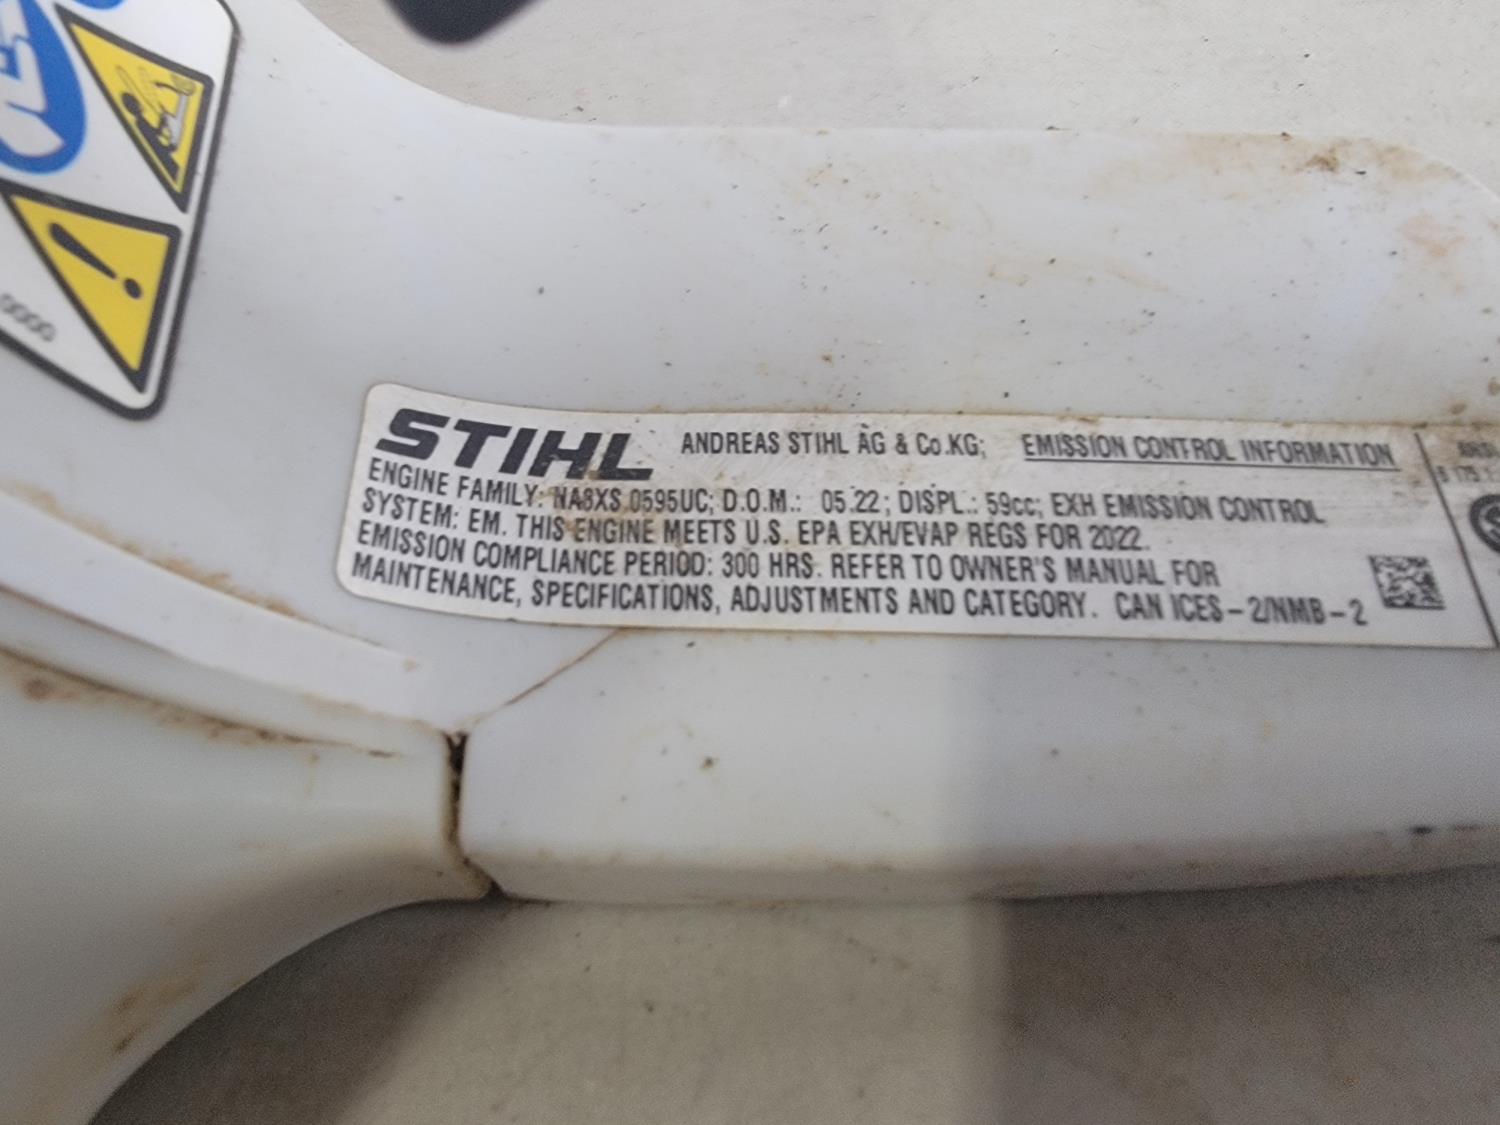 STIHL ANDREAS STIHL AG & Co.KG; EMISSION CONTROL INFORMATION
ENGINE FAMILY: NA8XS.0595UC; D.O.M.: 05.22; DISPL.: 59cc; EXH EMISSION CONTROL
SYSTEM: EM. THIS ENGINE MEETS U.S. EPA EXH/EVAP REGS FOR 2022.
EMISSION COMPLIANCE PERIOD: 300 HRS. REFER TO OWNER'S MANUAL FOR
MAINTENANCE, SPECIFICATIONS, ADJUSTMENTS AND CATEGORY. CAN ICES-2/NMB-2